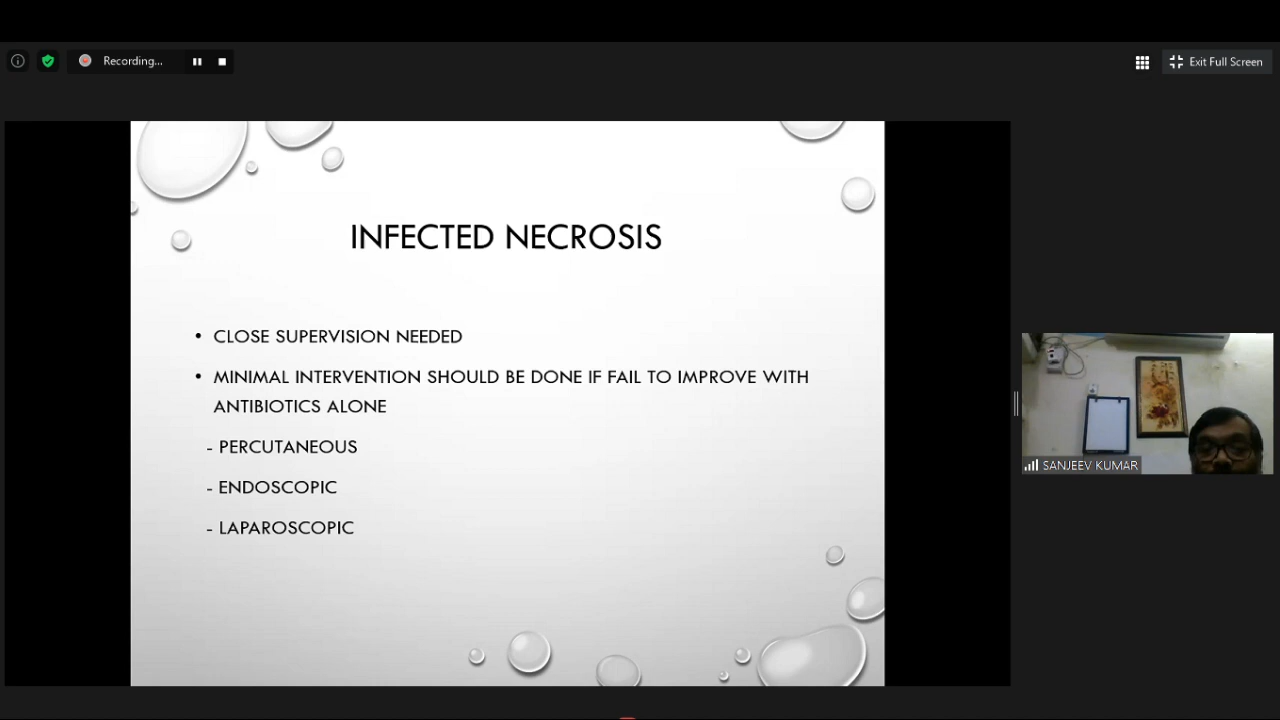 Recording...
Exit Full Screen
INFECTED NECROSIS
• CLOSE SUPERVISION NEEDED
• MINIMAL INTERVENTION SHOULD BE DONE IF FAIL TO IMPROVE WITH
ANTIBIOTICS ALONE
- PERCUTANEOUS
- ENDOSCOPIC
- LAPAROSCOPIC
SANJEEV KUMAR